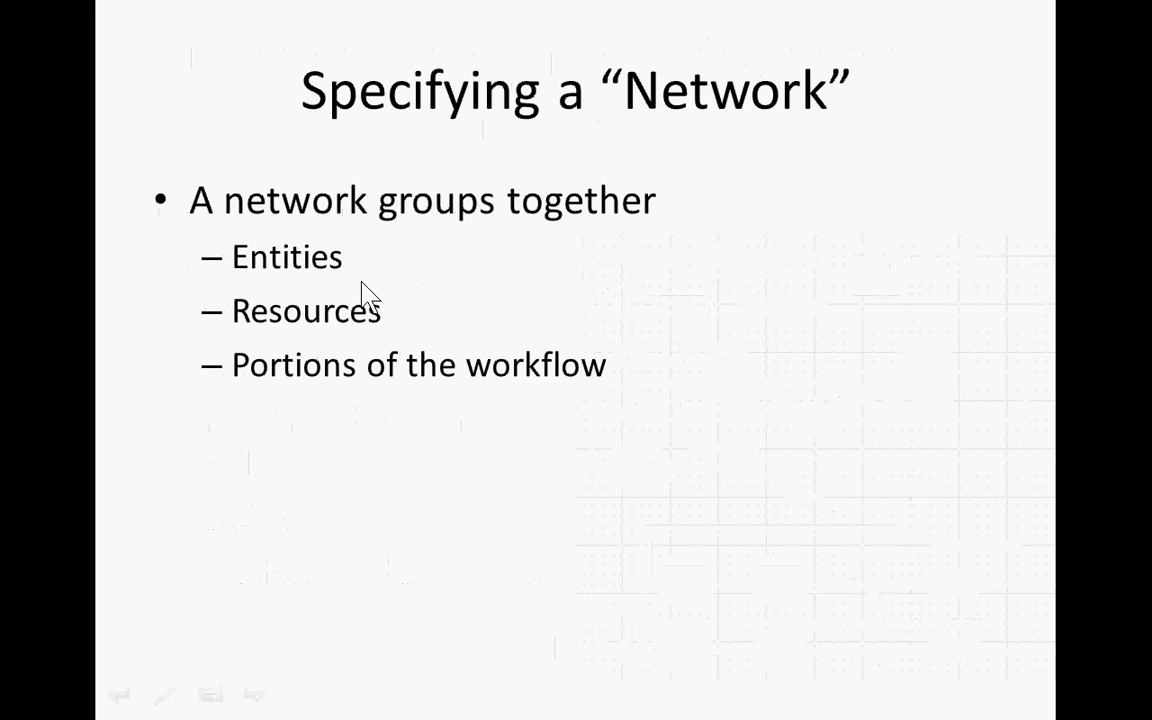 Specifying a “Network”
• A network groups together
– Entities
– Resources
– Portions of the workflow